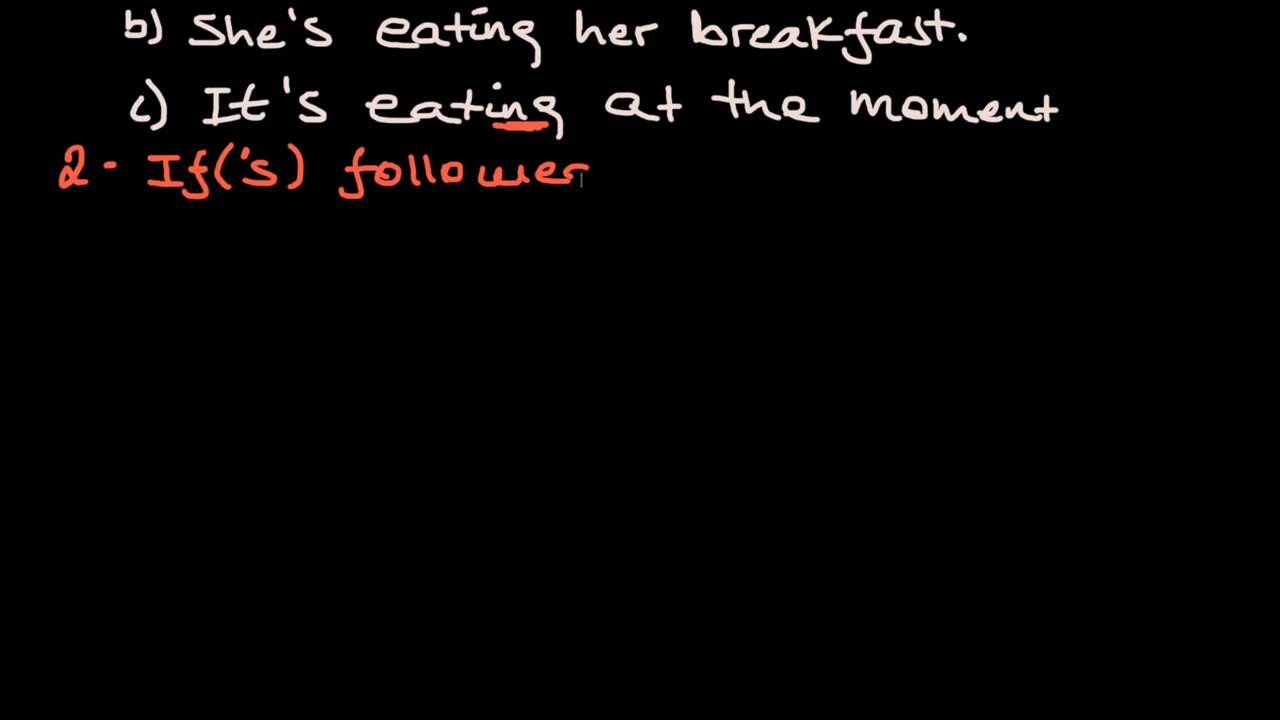 b) She's eating her breakfast.
c) It's eating at the moment
2- If('s) follower